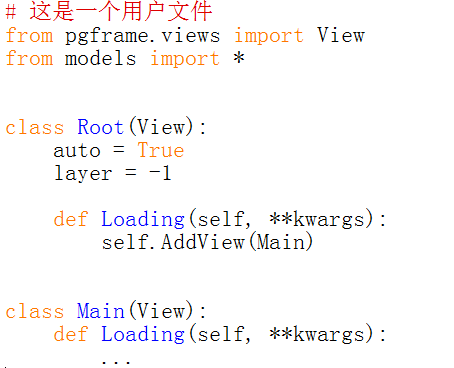 # 这是一个用户文件
from pgframe.views import View
from models import *
class Root(View):
    auto = True
    layer = -1
    def Loading(self, **kwargs):
        self.AddView(Main)
class Main(View):
    def Loading(self, **kwargs):
        ...